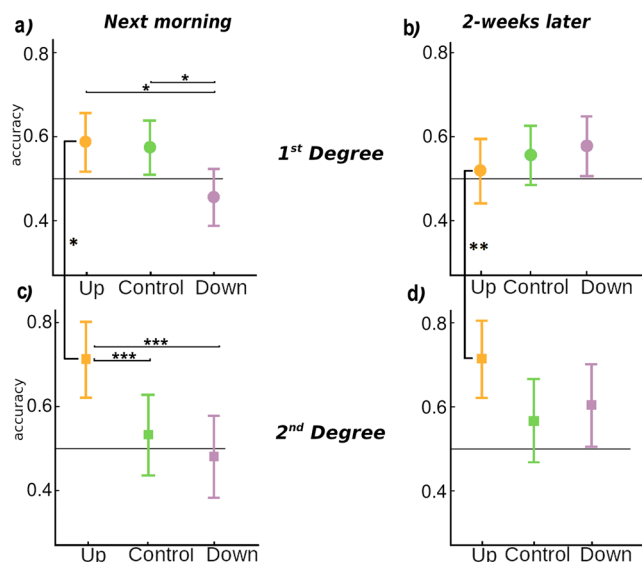 a) Next morning
* *
accuracy
0.8
0.6
0.4
*
Up Control Down
1st Degree
b) 2-weeks later
0.8
0.6
0.4
**
Up Control Down
c)
accuracy
0.8
0.6
0.4
***
***
Up Control Down
2nd Degree
d)
0.8
0.6
0.4
Up Control Down